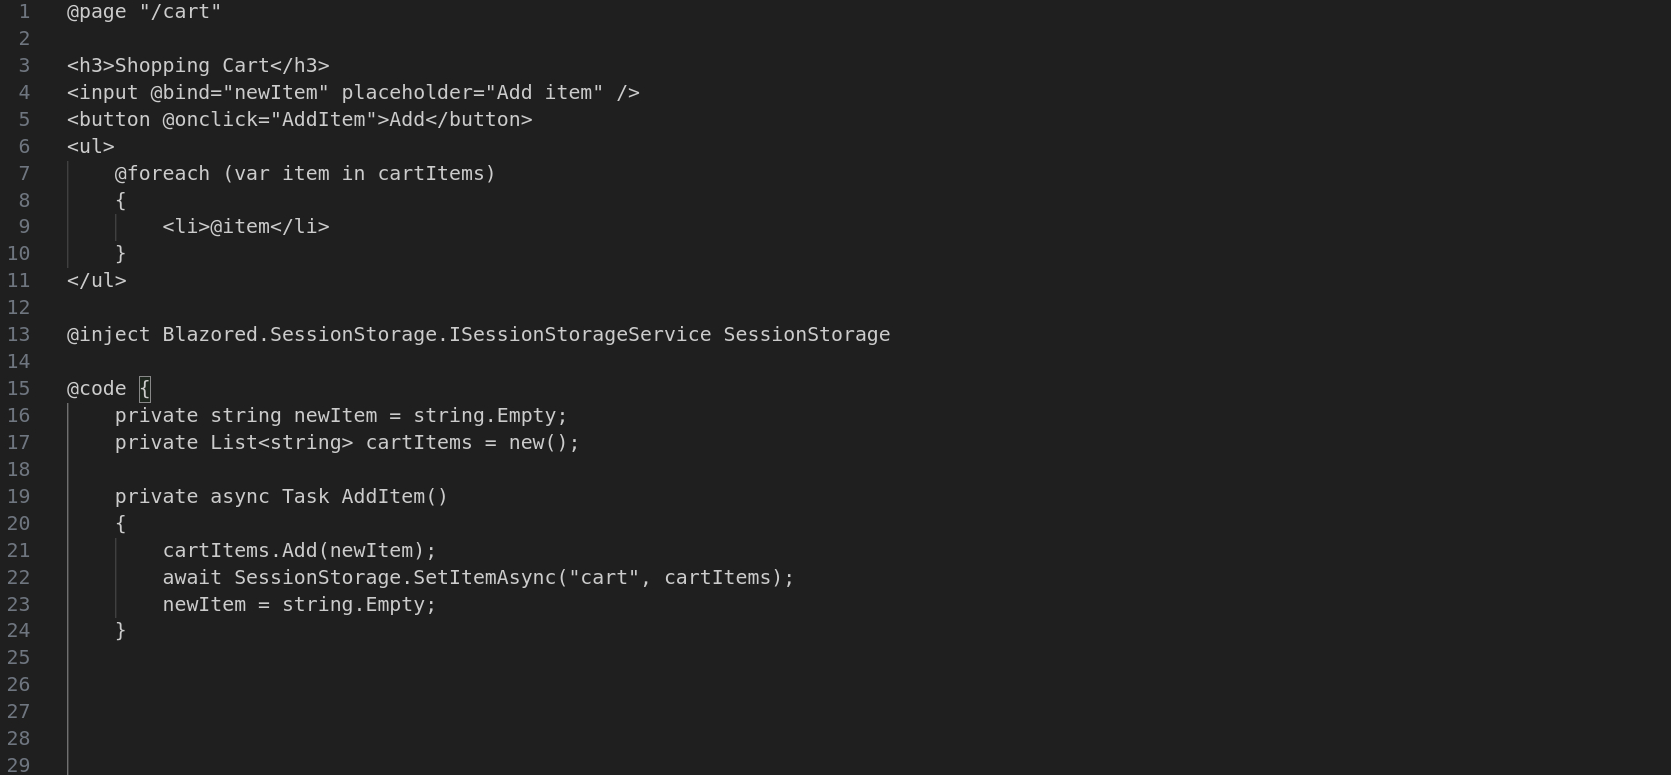 1 @page "/cart"
2
3 <h3>Shopping Cart</h3>
4 <input @bind="newItem" placeholder="Add item" />
5 <button @onclick="AddItem">Add</button>
6 <ul>
7     @foreach (var item in cartItems)
8     {
9         <li>@item</li>
10     }
11 </ul>
12
13 @inject Blazored.SessionStorage.ISessionStorageService SessionStorage
14
15 @code {
16     private string newItem = string.Empty;
17     private List<string> cartItems = new();
18
19     private async Task AddItem()
20     {
21         cartItems.Add(newItem);
22         await SessionStorage.SetItemAsync("cart", cartItems);
23         newItem = string.Empty;
24     }
25
26
27
28
29